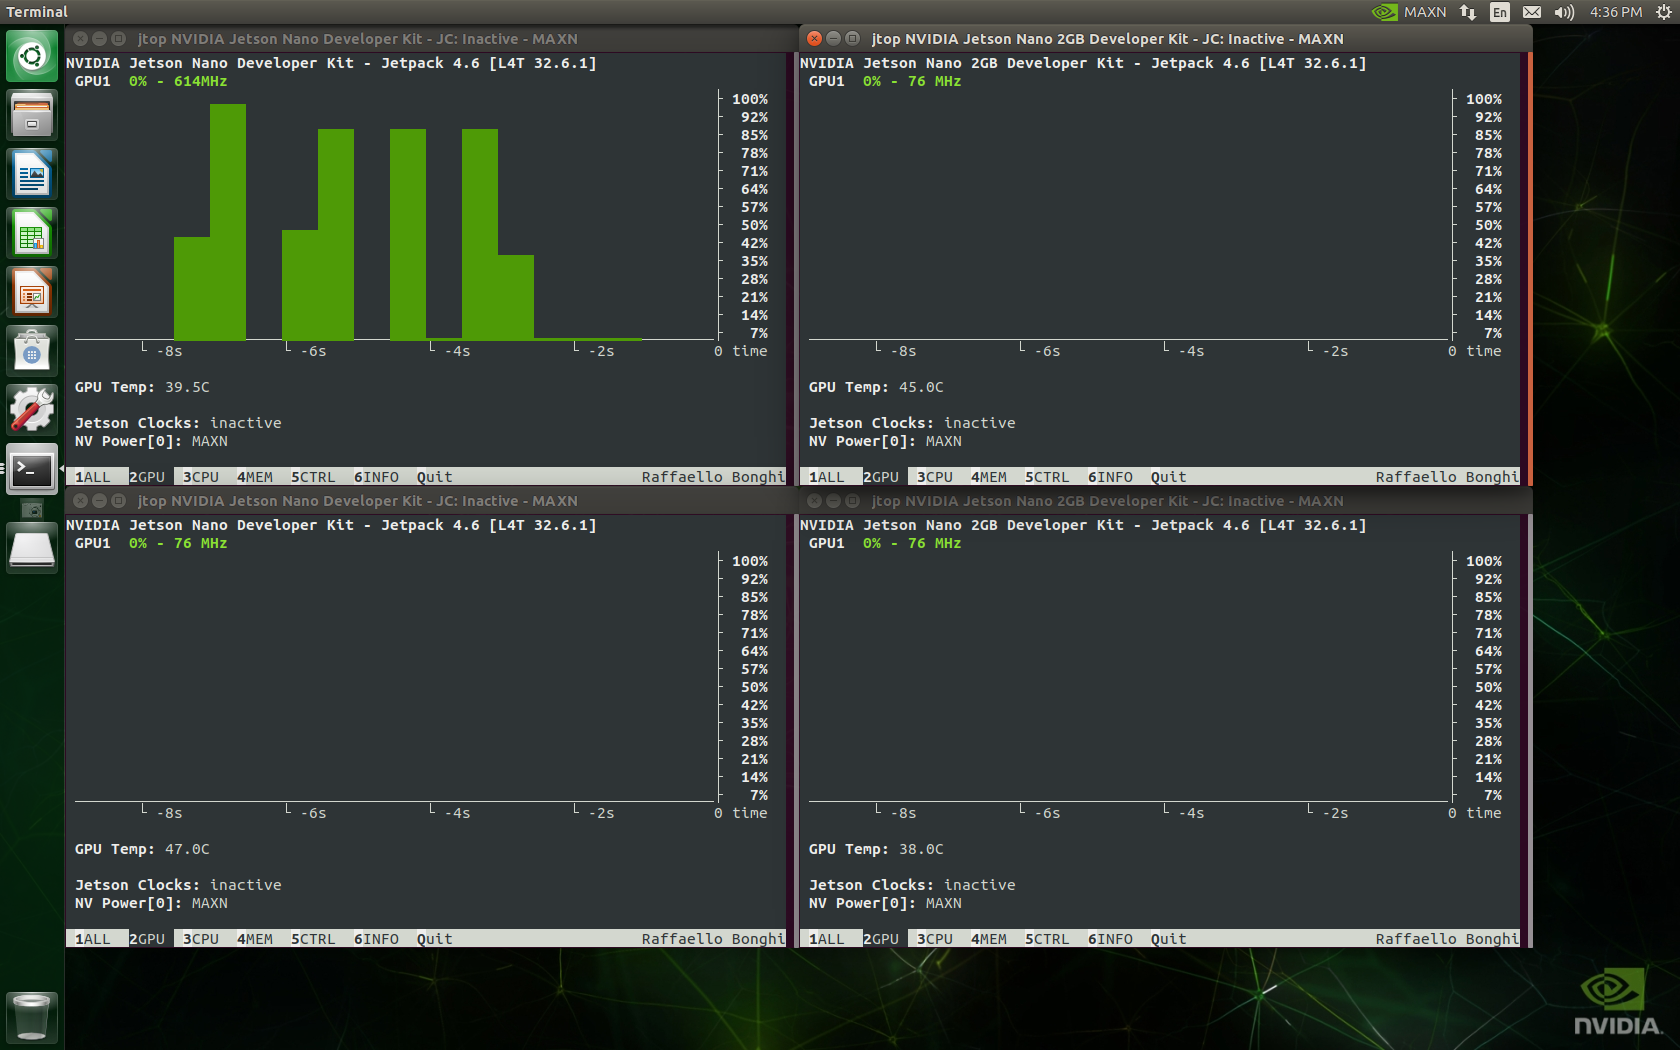 Terminal
MAXN En 4:36 PM
jtop NVIDIA Jetson Nano Developer Kit - JC: Inactive - MAXN
NVIDIA Jetson Nano Developer Kit - Jetpack 4.6 [L4T 32.6.1]
GPU1 0% - 614MHz
100%
92%
85%
78%
71%
64%
57%
50%
42%
35%
28%
21%
14%
7%
-8s -6s -4s -2s 0 time
GPU Temp: 39.5C
Jetson Clocks: inactive
NV Power[0]: MAXN
1ALL 2GPU 3CPU 4MEM 5CTRL 6INFO Quit Raffaello Bonghi
jtop NVIDIA Jetson Nano 2GB Developer Kit - JC: Inactive - MAXN
NVIDIA Jetson Nano 2GB Developer Kit - Jetpack 4.6 [L4T 32.6.1]
GPU1 0% - 76 MHz
100%
92%
85%
78%
71%
64%
57%
50%
42%
35%
28%
21%
14%
7%
-8s -6s -4s -2s 0 time
GPU Temp: 45.0C
Jetson Clocks: inactive
NV Power[0]: MAXN
1ALL 2GPU 3CPU 4MEM 5CTRL 6INFO Quit Raffaello Bonghi
jtop NVIDIA Jetson Nano Developer Kit - JC: Inactive - MAXN
NVIDIA Jetson Nano Developer Kit - Jetpack 4.6 [L4T 32.6.1]
GPU1 0% - 76 MHz
100%
92%
85%
78%
71%
64%
57%
50%
42%
35%
28%
21%
14%
7%
-8s -6s -4s -2s 0 time
GPU Temp: 47.0C
Jetson Clocks: inactive
NV Power[0]: MAXN
1ALL 2GPU 3CPU 4MEM 5CTRL 6INFO Quit Raffaello Bonghi
jtop NVIDIA Jetson Nano 2GB Developer Kit - JC: Inactive - MAXN
NVIDIA Jetson Nano 2GB Developer Kit - Jetpack 4.6 [L4T 32.6.1]
GPU1 0% - 76 MHz
100%
92%
85%
78%
71%
64%
57%
50%
42%
35%
28%
21%
14%
7%
-8s -6s -4s -2s 0 time
GPU Temp: 38.0C
Jetson Clocks: inactive
NV Power[0]: MAXN
1ALL 2GPU 3CPU 4MEM 5CTRL 6INFO Quit Raffaello Bonghi
NVIDIA.